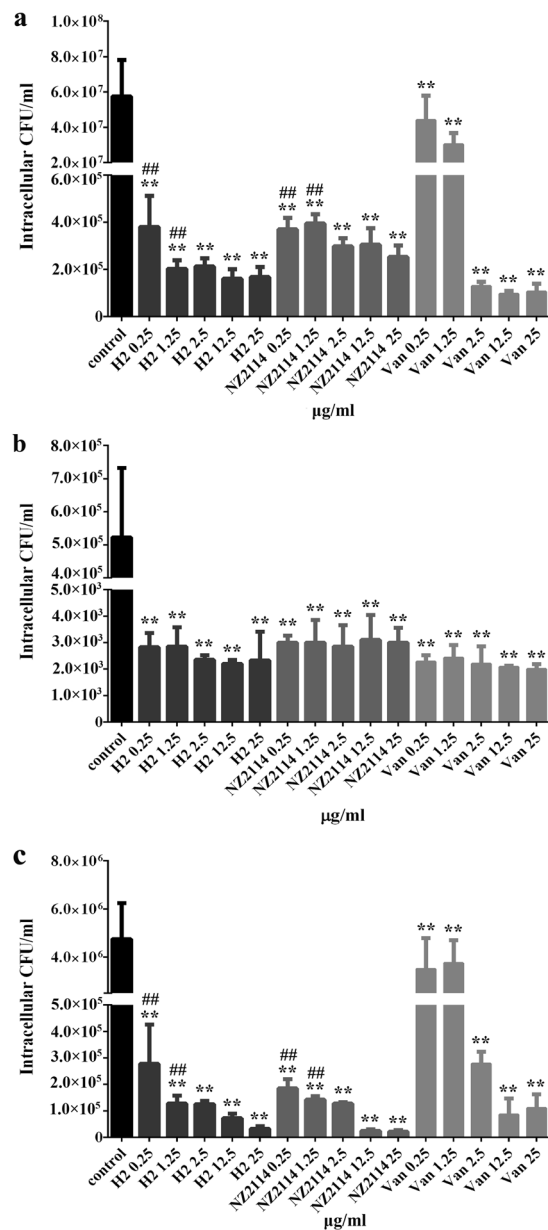 a
Intracellular CFU/ml
1.0×10⁸
8.0×10⁷
6.0×10⁷
4.0×10⁷
2.0×10⁷
6.0×10⁵
4.0×10⁵
2.0×10⁵
0
## ## ## ##
** ** ** ** ** ** ** ** ** ** ** ** ** ** **
control H2 0.25 H2 1.25 H2 2.5 H2 12.5 H2 25 NZ2114 0.25 NZ2114 1.25 NZ2114 2.5 NZ2114 12.5 NZ2114 25 Van 0.25 Van 1.25 Van 2.5 Van 12.5 Van 25
µg/ml
b
Intracellular CFU/ml
8.0×10⁵
7.0×10⁵
6.0×10⁵
5.0×10⁵
4.0×10⁵
5.0×10³
4.0×10³
3.0×10³
2.0×10³
1.0×10³
0
** ** ** ** ** ** ** ** ** ** ** ** ** ** **
control H2 0.25 H2 1.25 H2 2.5 H2 12.5 H2 25 NZ2114 0.25 NZ2114 1.25 NZ2114 2.5 NZ2114 12.5 NZ2114 25 Van 0.25 Van 1.25 Van 2.5 Van 12.5 Van 25
µg/ml
c
Intracellular CFU/ml
8.0×10⁶
6.0×10⁶
4.0×10⁶
5.0×10⁵
4.0×10⁵
3.0×10⁵
2.0×10⁵
1.0×10⁵
0
## ## ## ##
** ** ** ** ** ** ** ** ** ** ** ** ** ** **
control H2 0.25 H2 1.25 H2 2.5 H2 12.5 H2 25 NZ2114 0.25 NZ2114 1.25 NZ2114 2.5 NZ2114 12.5 NZ2114 25 Van 0.25 Van 1.25 Van 2.5 Van 12.5 Van 25
µg/ml